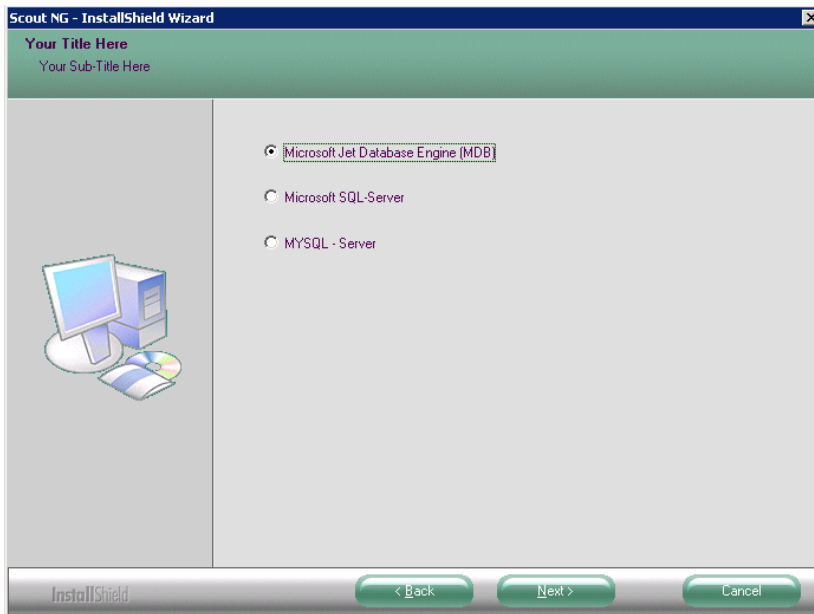 Scout NG - InstallShield Wizard
Your Title Here
Your Sub-Title Here
Microsoft Jet Database Engine (MDB)
Microsoft SQL-Server
MYSQL - Server
InstallShield
< Back
Next >
Cancel